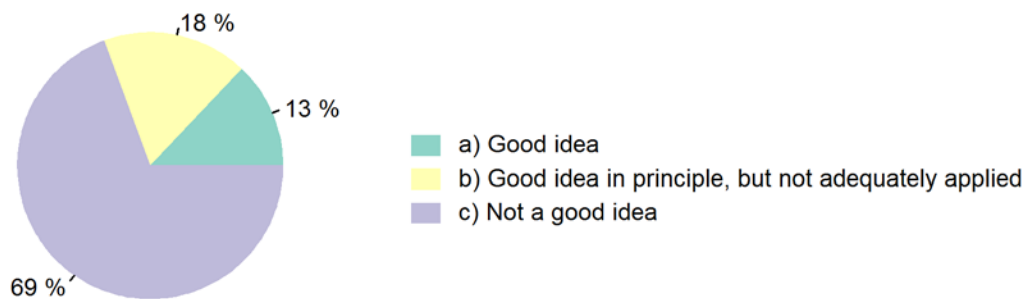 18 %
13 %
a) Good idea
b) Good idea in principle, but not adequately applied
c) Not a good idea
69 %